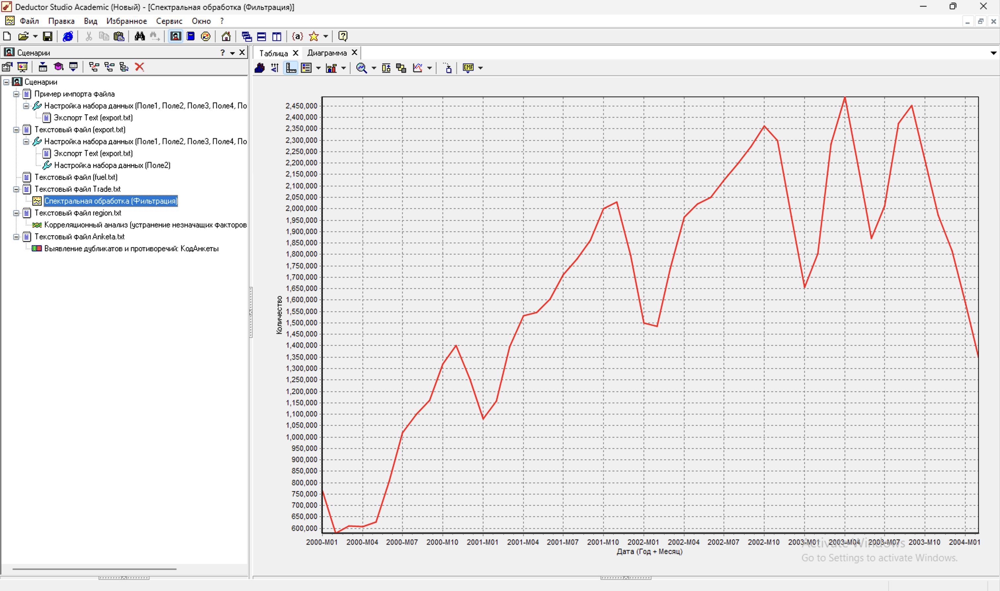 Deductor Studio Academic (Новый) - [Спектральная обработка (Фильтрация)]
Файл Правка Вид Избранное Сервис Окно ?
{a}
Сценарии ?
Таблица Диаграмма
EMF
Сценарии
Пример импорта файла
Настройка набора данных (Поле1, Поле2, Поле3, Поле4, По
Экспорт Text (export.txt)
Текстовый файл (export.txt)
Настройка набора данных (Поле1, Поле2, Поле3, Поле4, По
Экспорт Text (export.txt)
Настройка набора данных (Поле2)
Текстовый файл (fuel.txt)
Текстовый файл Trade.txt
Спектральная обработка (Фильтрация)
Текстовый файл region.txt
Корреляционный анализ (устранение незначащих факторов
Текстовый файл Anketa.txt
Выявление дубликатов и противоречий: КодАнкеты
2,450,000
2,400,000
2,350,000
2,300,000
2,250,000
2,200,000
2,150,000
2,100,000
2,050,000
2,000,000
1,950,000
1,900,000
1,850,000
1,800,000
1,750,000
1,700,000
1,650,000
1,600,000
1,550,000
1,500,000
1,450,000
1,400,000
1,350,000
1,300,000
1,250,000
1,200,000
1,150,000
1,100,000
1,050,000
1,000,000
950,000
900,000
850,000
800,000
750,000
700,000
650,000
600,000
Количество
2000-M01 2000-M04 2000-M07 2000-M10 2001-M01 2001-M04 2001-M07 2001-M10 2002-M01 2002-M04 2002-M07 2002-M10 2003-M01 2003-M04 2003-M07 2003-M10 2004-M01
Дата (Год + Месяц)
Activate Windows
Go to Settings to activate Windows.